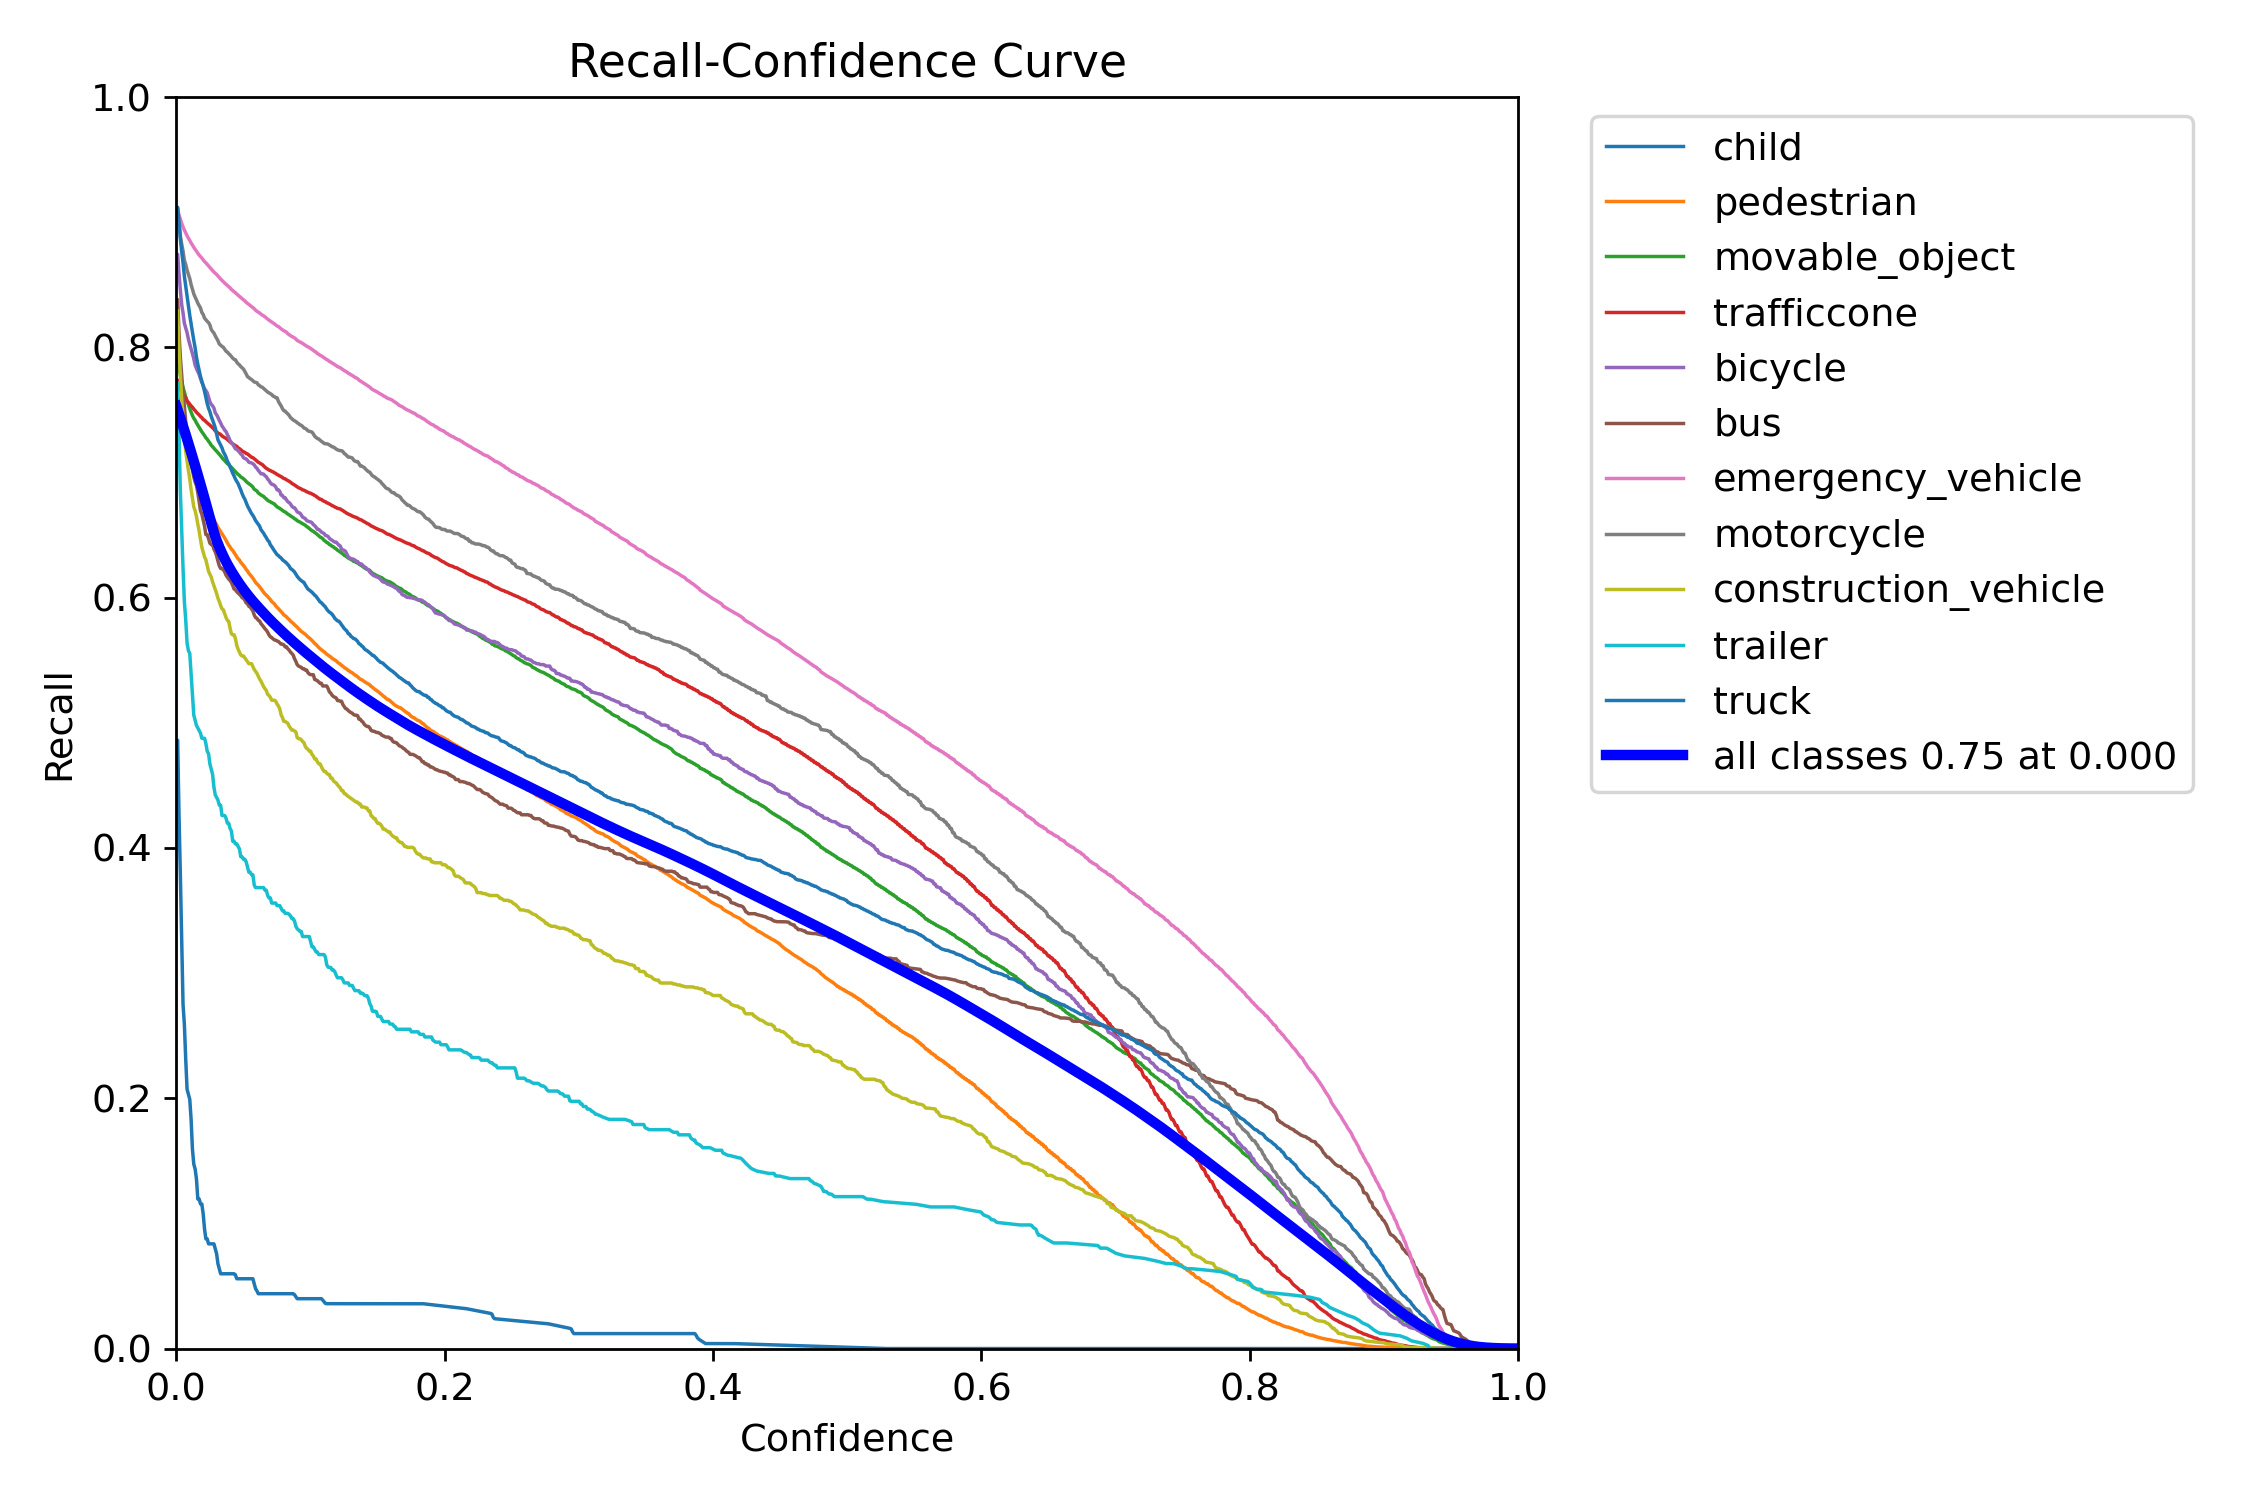 Recall-Confidence Curve
1.0
0.8
0.6
0.4
0.2
0.0
Recall
0.0 0.2 0.4 0.6 0.8 1.0
Confidence
child
pedestrian
movable_object
trafficcone
bicycle
bus
emergency_vehicle
motorcycle
construction_vehicle
trailer
truck
all classes 0.75 at 0.000